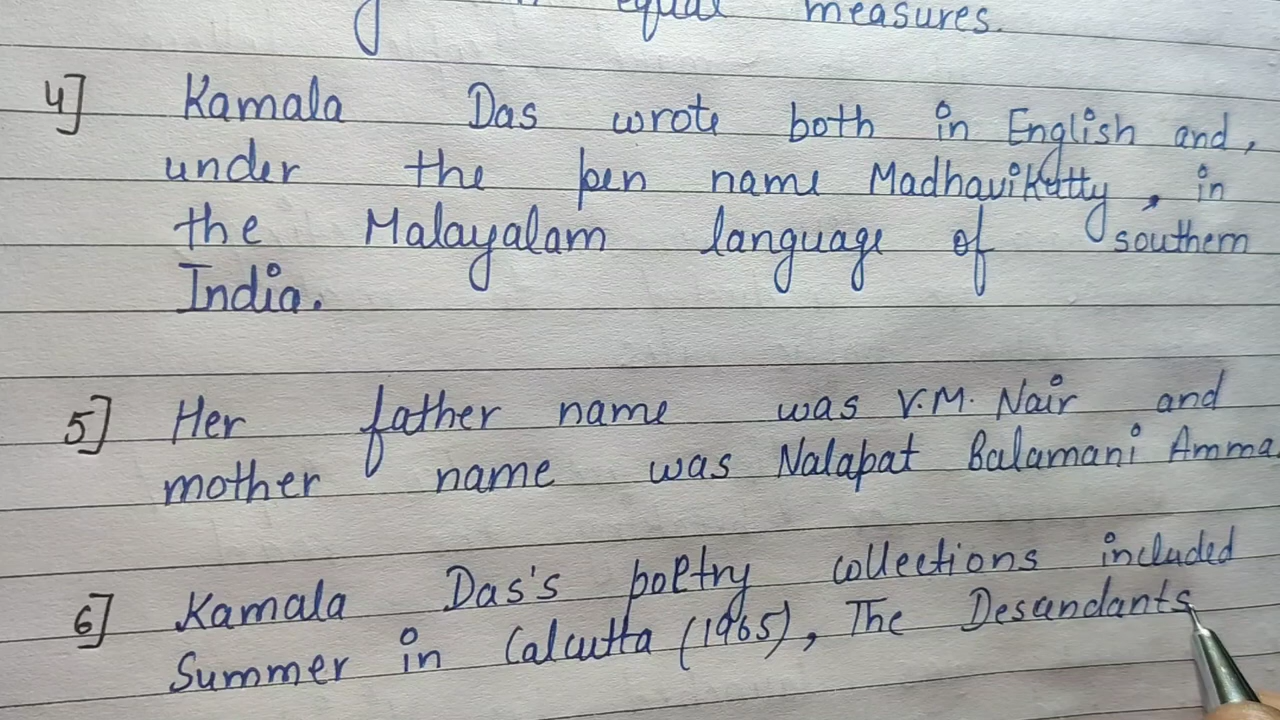 equal measures.
4] Kamala Das wrote both in English and,
under the pen name Madhavikutty, in
the Malayalam language of southern
India.
5] Her father name was V.M. Nair and
mother name was Nalapat Balamani Amma.
6] Kamala Das's poetry collections included
Summer in Calcutta (1965), The Desandants